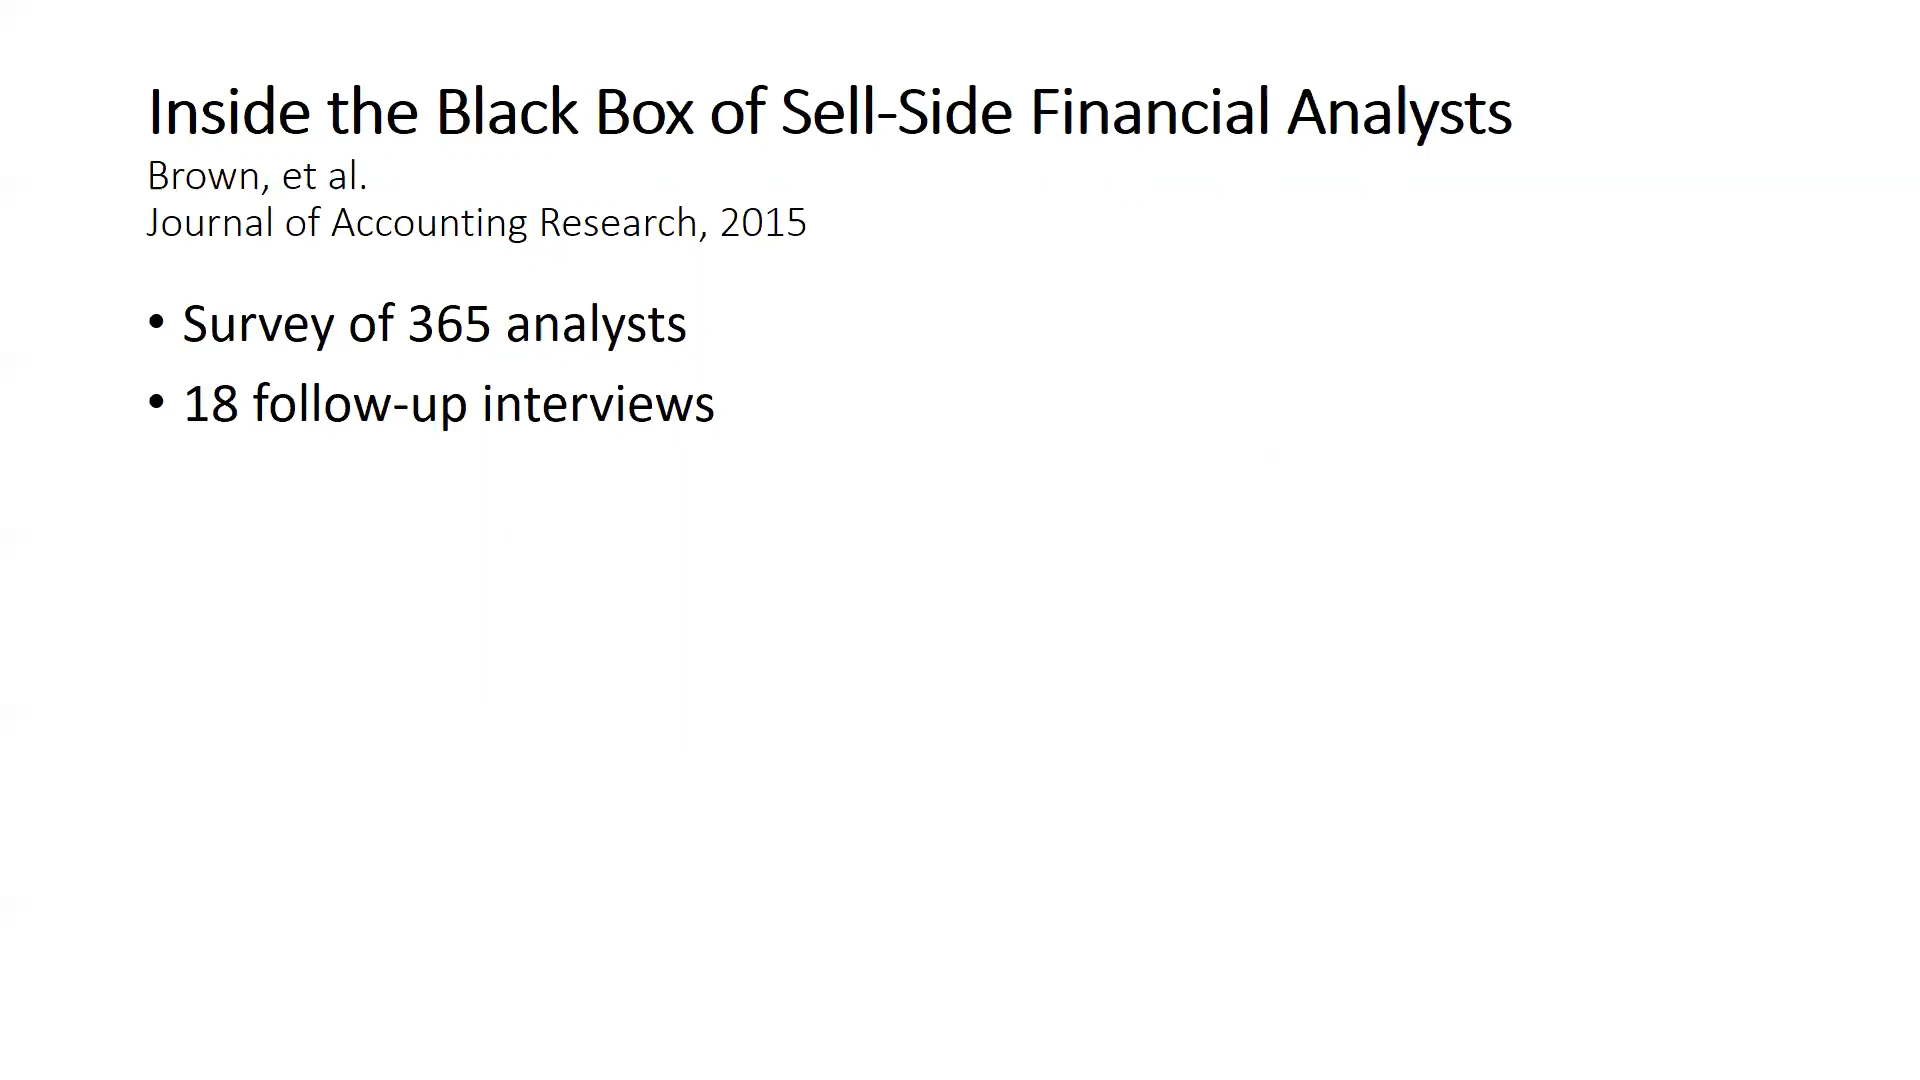 Inside the Black Box of Sell-Side Financial Analysts
Brown, et al.
Journal of Accounting Research, 2015
• Survey of 365 analysts
• 18 follow-up interviews